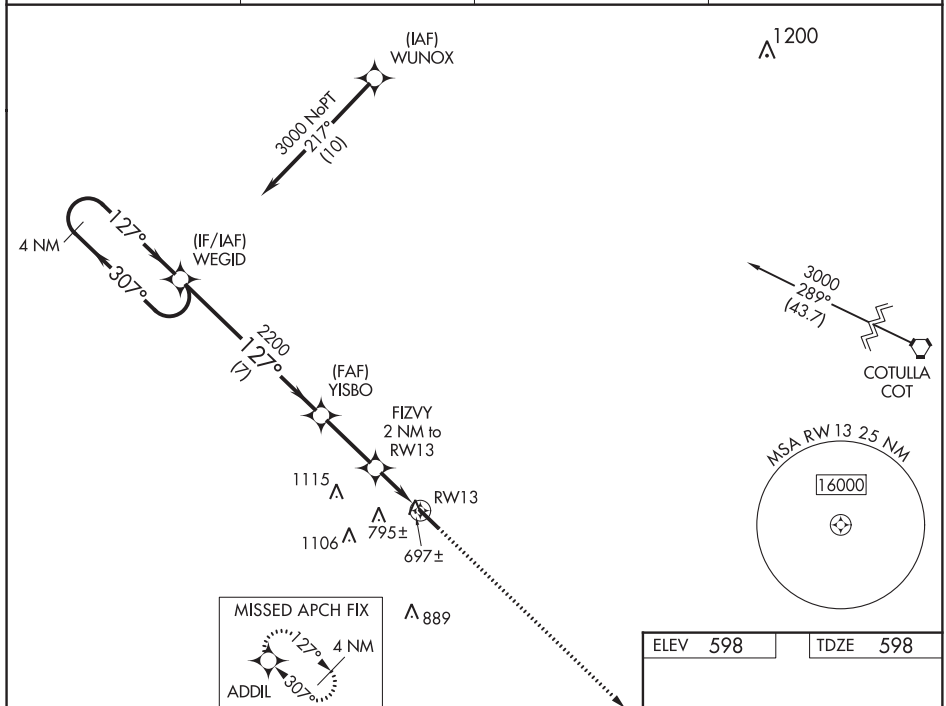 (IAF)
WUNOX
1200
3000 NoPT
217°
(10)
4 NM
127°
307°
(IF/IAF)
WEGID
2200
127°
(7)
(FAF)
YISBO
FIZVY
2 NM to
RW13
1115
795±
RW13
1106
697±
889
3000
289°
(43.7)
COTULLA
COT
MSA RW 13 25 NM
16000
MISSED APCH FIX
127°
4 NM
307°
ADDIL
ELEV 598
TDZE 598